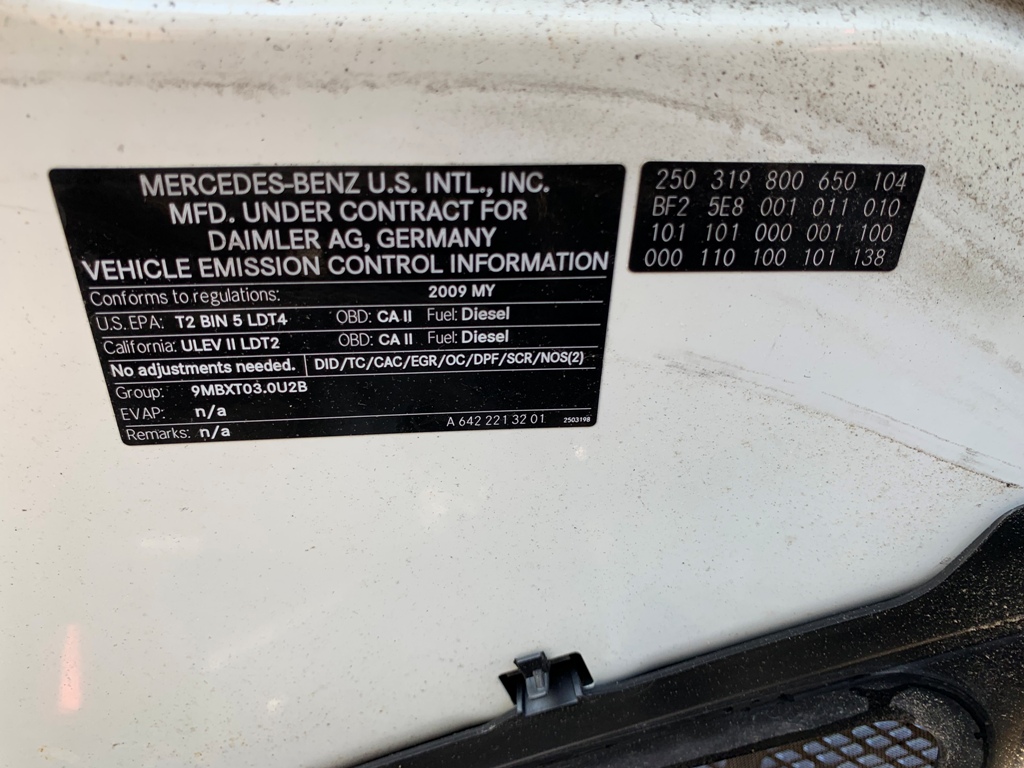 MERCEDES-BENZ U.S. INTL., INC.
MFD. UNDER CONTRACT FOR
DAIMLER AG, GERMANY
VEHICLE EMISSION CONTROL INFORMATION
Conforms to regulations: 2009 MY
U.S. EPA: T2 BIN 5 LDT4 OBD: CA II Fuel: Diesel
California: ULEV II LDT2 OBD: CA II Fuel: Diesel
No adjustments needed. DID/TC/CAC/EGR/OC/DPF/SCR/NOS(2)
Group: 9MBXT03.0U2B
EVAP: n/a
Remarks: n/a A 642 221 32 01 2503198
250 319 800 650 104
BF2 5E8 001 011 010
101 101 000 001 100
000 110 100 101 138